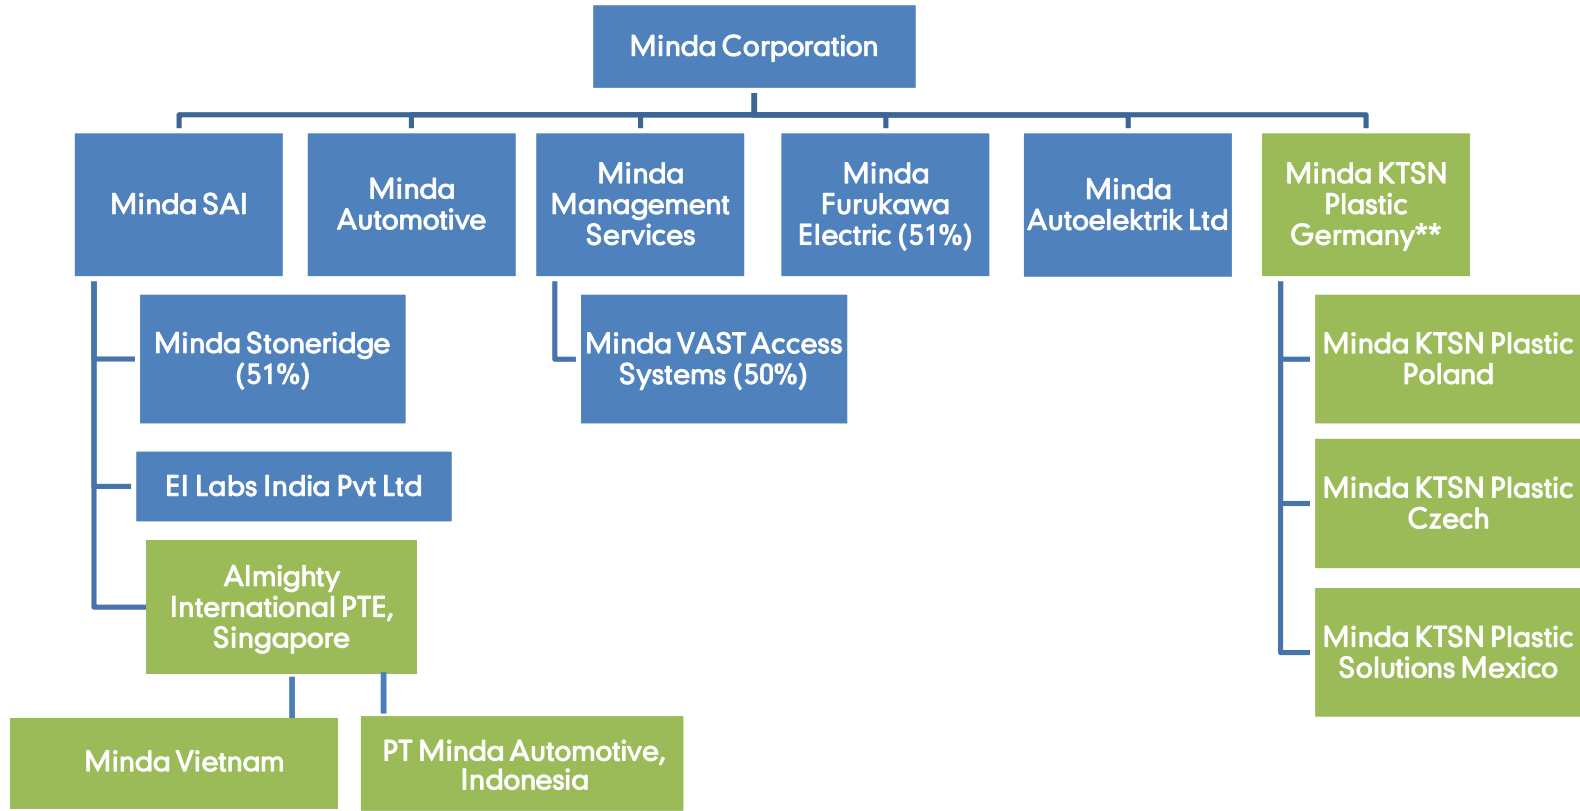 Minda Corporation
Minda SAI
Minda
Automotive
Minda
Management
Services
Minda
Furukawa
Electric (51%)
Minda
Autoelektrik Ltd
Minda KTSN
Plastic
Germany**
Minda Stoneridge
(51%)
Minda VAST Access
Systems (50%)
Minda KTSN Plastic
Poland
EI Labs India Pvt Ltd
Minda KTSN Plastic
Czech
Almighty
International PTE,
Singapore
Minda KTSN Plastic
Solutions Mexico
Minda Vietnam
PT Minda Automotive,
Indonesia